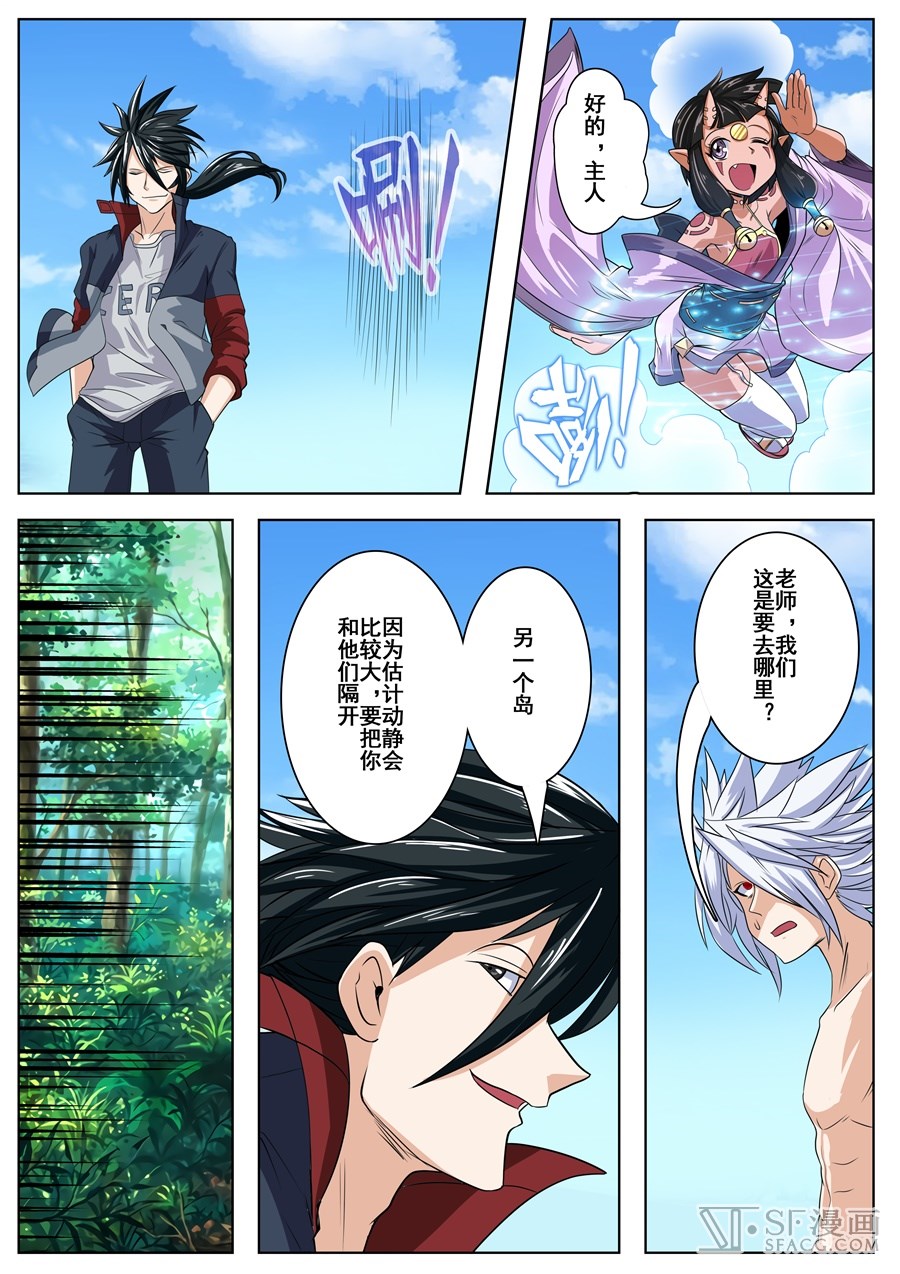 好的，主人
唰！
ZER
老师，我们
这是要去哪里？
另一个岛
因为估计动静会
比较大，要把你
和他们隔开
SF漫画
SFACG.COM